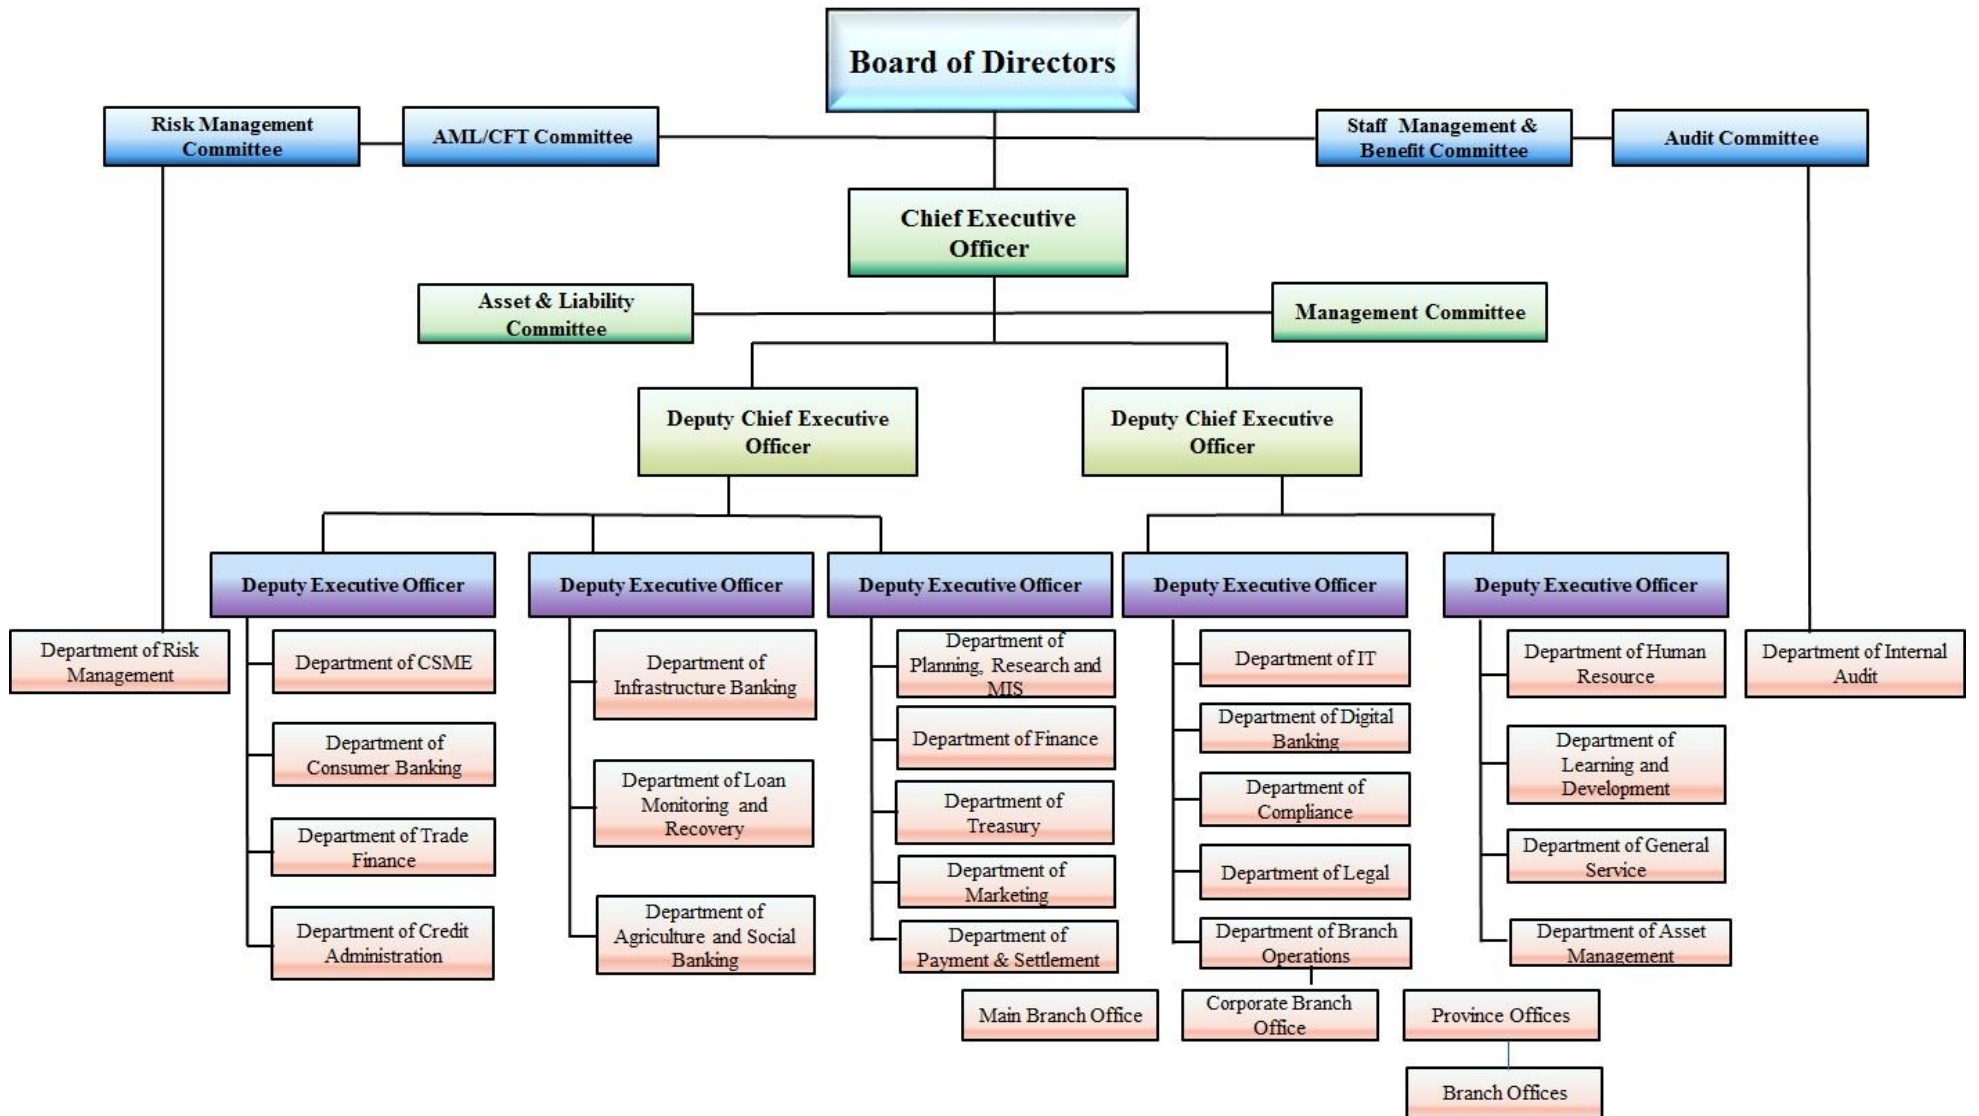 Board of Directors
Risk Management
Committee
AML/CFT Committee
Staff Management &
Benefit Committee
Audit Committee
Chief Executive
Officer
Asset & Liability
Committee
Management Committee
Deputy Chief Executive
Officer
Deputy Chief Executive
Officer
Deputy Executive Officer
Deputy Executive Officer
Deputy Executive Officer
Deputy Executive Officer
Deputy Executive Officer
Department of Risk
Management
Department of CSME
Department of
Consumer Banking
Department of Trade
Finance
Department of Credit
Administration
Department of
Infrastructure Banking
Department of Loan
Monitoring and
Recovery
Department of
Agriculture and Social
Banking
Department of
Planning, Research and
MIS
Department of Finance
Department of
Treasury
Department of
Marketing
Department of
Payment & Settlement
Department of IT
Department of Digital
Banking
Department of
Compliance
Department of Legal
Department of Branch
Operations
Department of Human
Resource
Department of
Learning and
Development
Department of General
Service
Department of Asset
Management
Department of Internal
Audit
Main Branch Office
Corporate Branch
Office
Province Offices
Branch Offices